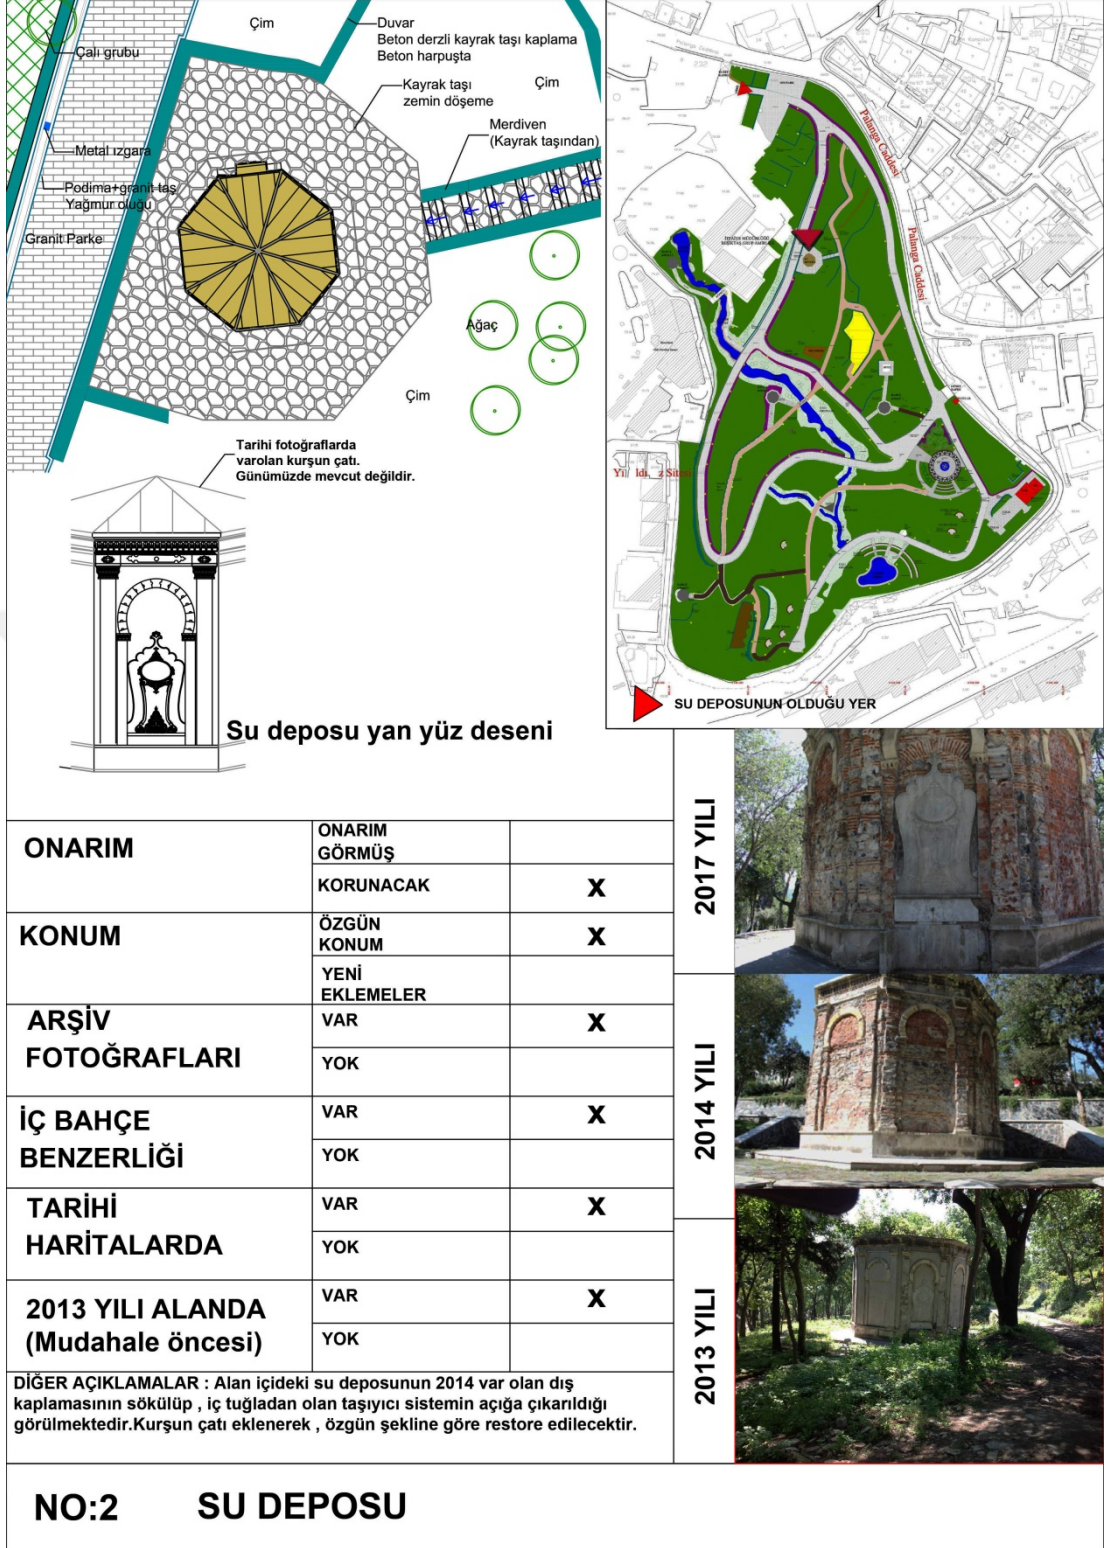 Çim
Duvar
Beton derzli kayrak taşı kaplama
Beton harpuşta
Çalı grubu
Kayrak taşı
zemin döşeme
Çim
Merdiven
(Kayrak taşından)
Metal ızgara
Podima+granit taş
Yağmur oluğu
Granit Parke
Ağaç
Çim
Tarihi fotoğraflarda
varolan kurşun çatı.
Günümüzde mevcut değildir.
Su deposu yan yüz deseni
1
Palanga Caddesi
Palanga Caddesi
Palanga Caddesi
Yı ldı z Sitesi
SU DEPOSUNUN OLDUĞU YER
ONARIM
ONARIM
GÖRMÜŞ
KORUNACAK X
KONUM
ÖZGÜN
KONUM X
YENİ
EKLEMELER
ARŞİV
FOTOĞRAFLARI
VAR X
YOK
İÇ BAHÇE
BENZERLİĞİ
VAR X
YOK
TARİHİ
HARİTALARDA
VAR X
YOK
2013 YILI ALANDA
(Mudahale öncesi)
VAR X
YOK
2017 YILI
2014 YILI
2013 YILI
DİĞER AÇIKLAMALAR : Alan içideki su deposunun 2014 var olan dış
kaplamasının sökülüp , iç tuğladan olan taşıyıcı sistemin açığa çıkarıldığı
görülmektedir.Kurşun çatı eklenerek , özgün şekline göre restore edilecektir.
NO:2 SU DEPOSU